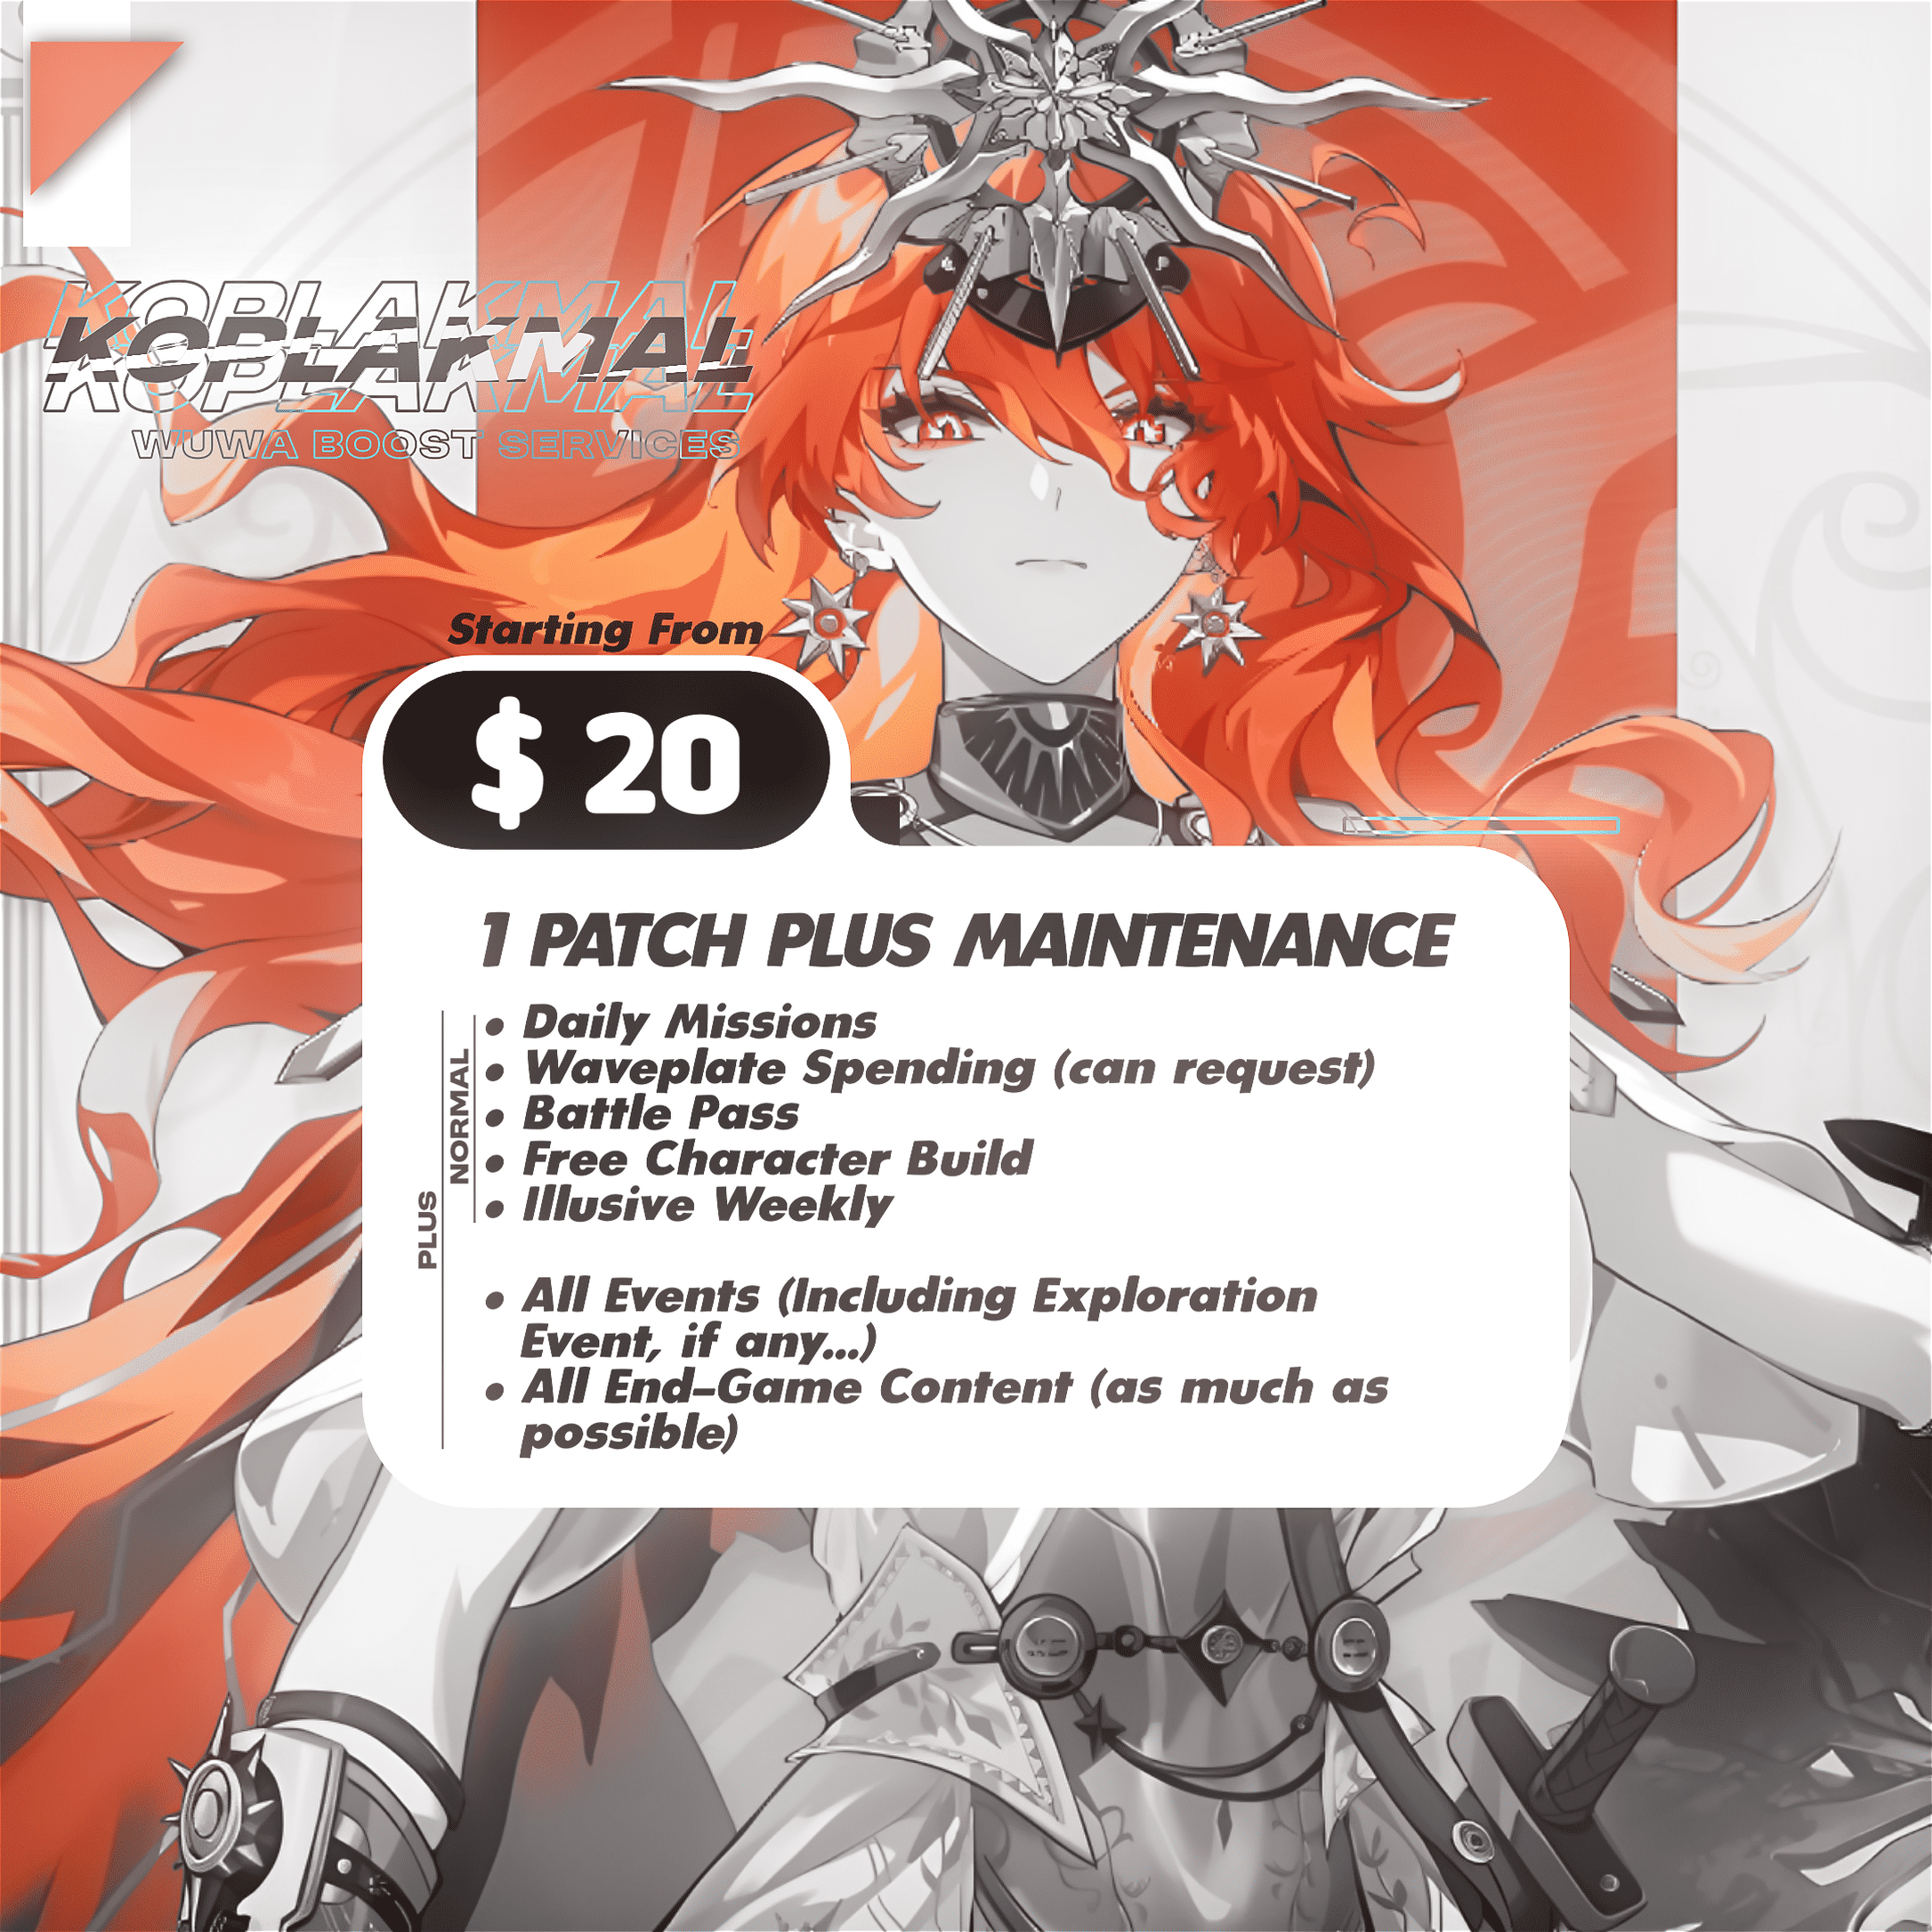 KOPLAKMAL
KOPLAKMAL
KOPLAKMAL
WUWA BOOST SERVICES
Starting From
$ 20
1 PATCH PLUS MAINTENANCE
PLUS
NORMAL
• Daily Missions
• Waveplate Spending (can request)
• Battle Pass
• Free Character Build
• Illusive Weekly
• All Events (Including Exploration
Event, if any...)
• All End-Game Content (as much as
possible)